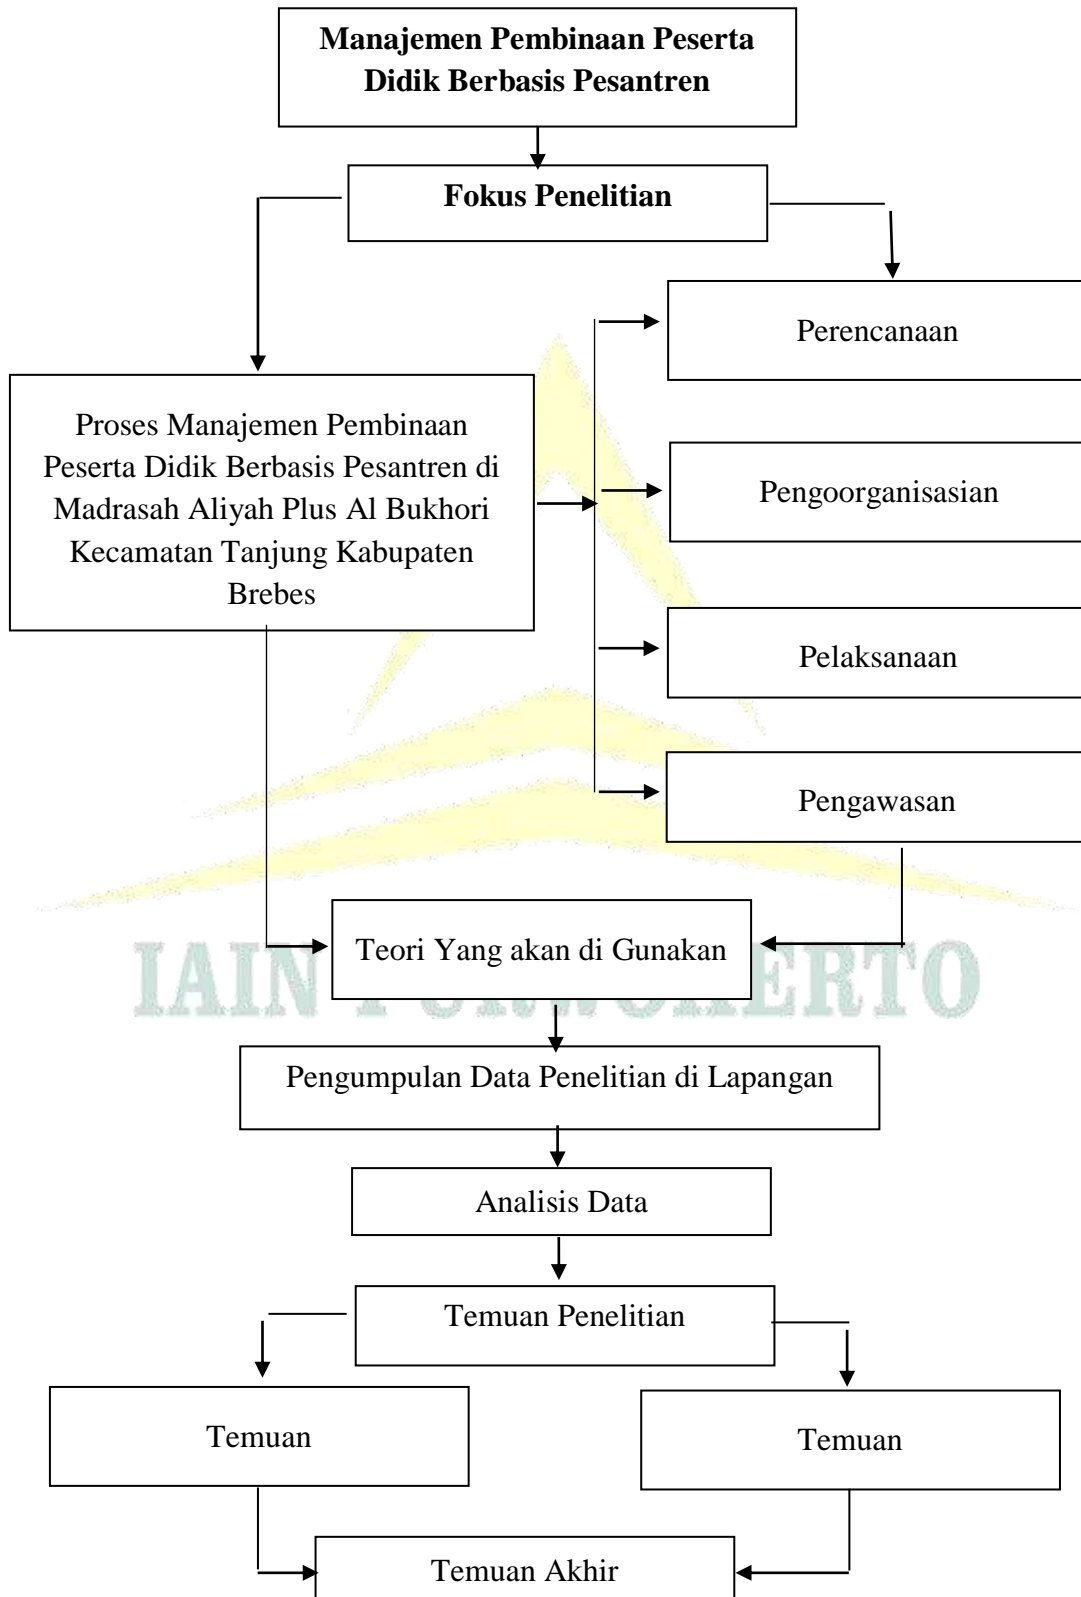 Manajemen Pembinaan Peserta
Didik Berbasis Pesantren
Fokus Penelitian
Perencanaan
Proses Manajemen Pembinaan
Peserta Didik Berbasis Pesantren di
Madrasah Aliyah Plus Al Bukhori
Kecamatan Tanjung Kabupaten
Brebes
Pengoorganisasian
Pelaksanaan
Pengawasan
Teori Yang akan di Gunakan
IAIN PURWOKERTO
Pengumpulan Data Penelitian di Lapangan
Analisis Data
Temuan Penelitian
Temuan
Temuan
Temuan Akhir